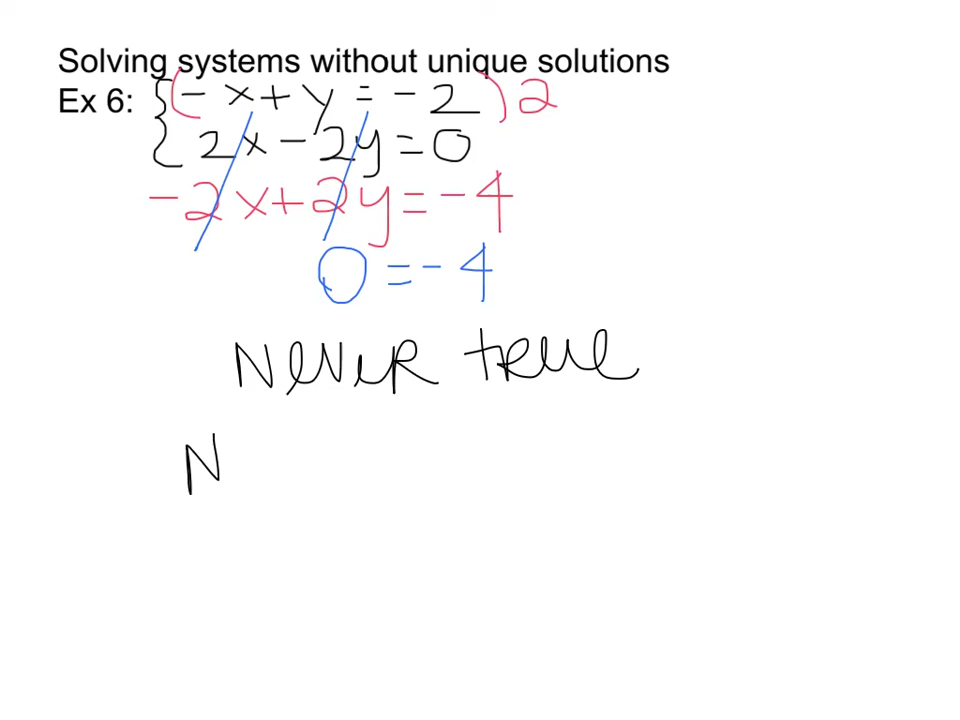 Solving systems without unique solutions
Ex 6: { (-x + y = -2)2
2x - 2y = 0
-2x + 2y = -4
0 = -4
Never true
N